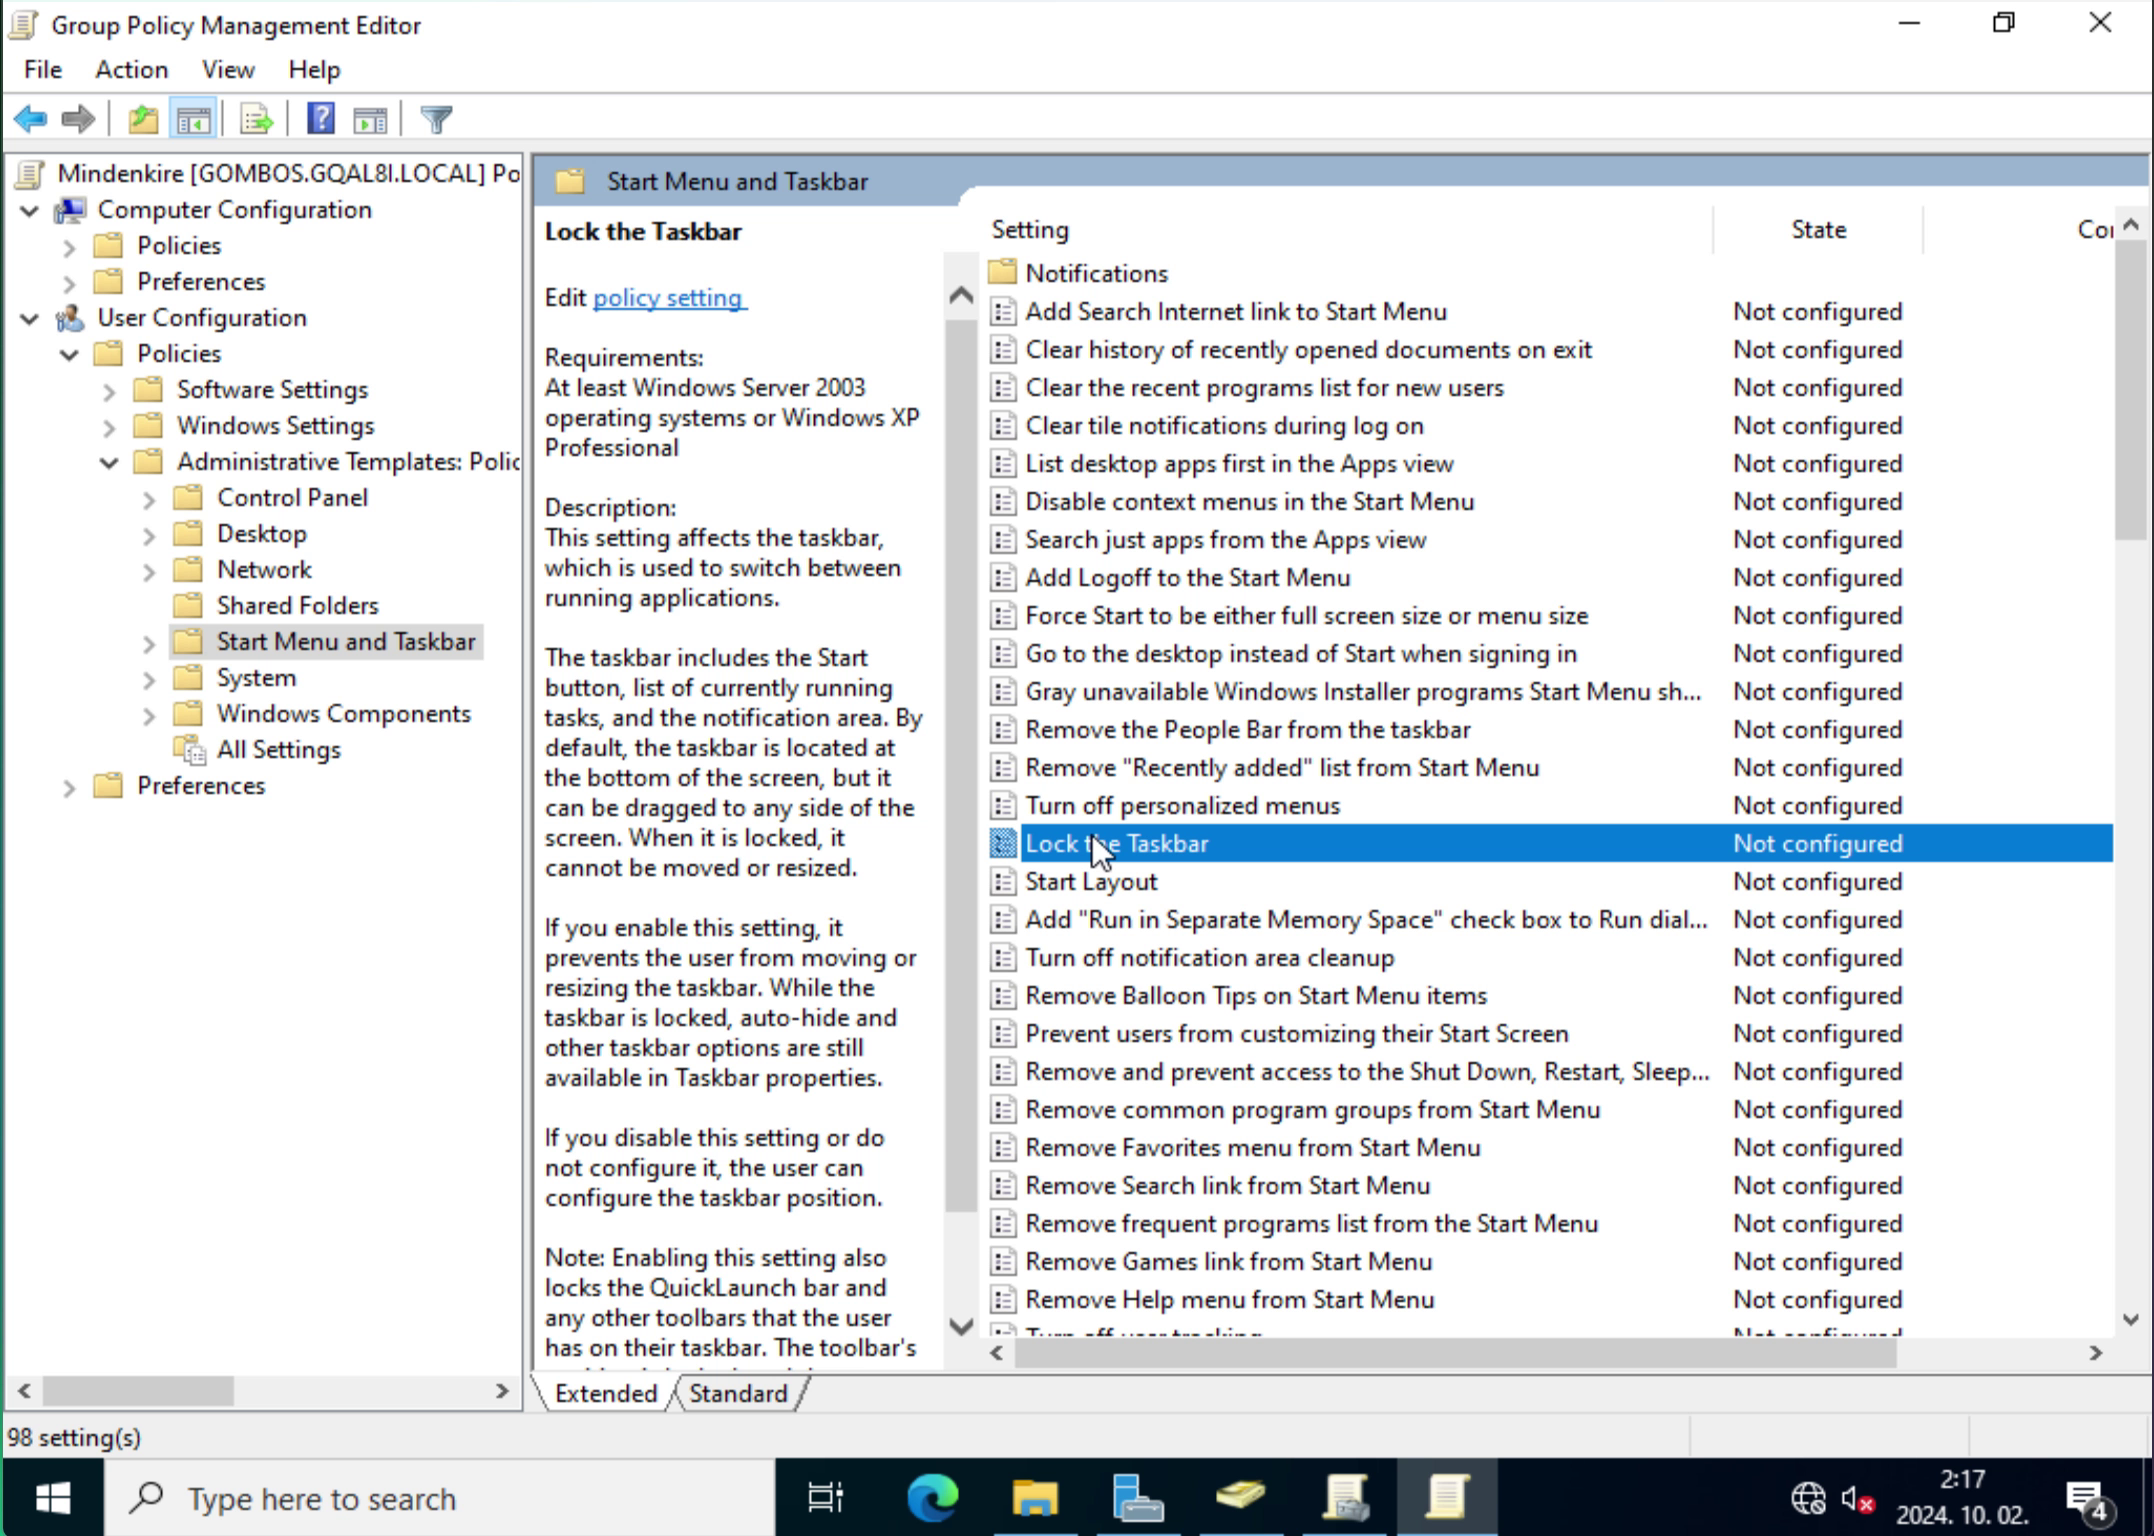 Group Policy Management Editor
File Action View Help
Mindenkire [GOMBOS.GQAL8I.LOCAL] Po
Computer Configuration
Policies
Preferences
User Configuration
Policies
Software Settings
Windows Settings
Administrative Templates: Polic
Control Panel
Desktop
Network
Shared Folders
Start Menu and Taskbar
System
Windows Components
All Settings
Preferences
Start Menu and Taskbar
Lock the Taskbar
Edit policy setting
Requirements:
At least Windows Server 2003
operating systems or Windows XP
Professional
Description:
This setting affects the taskbar,
which is used to switch between
running applications.
The taskbar includes the Start
button, list of currently running
tasks, and the notification area. By
default, the taskbar is located at
the bottom of the screen, but it
can be dragged to any side of the
screen. When it is locked, it
cannot be moved or resized.
If you enable this setting, it
prevents the user from moving or
resizing the taskbar. While the
taskbar is locked, auto-hide and
other taskbar options are still
available in Taskbar properties.
If you disable this setting or do
not configure it, the user can
configure the taskbar position.
Note: Enabling this setting also
locks the QuickLaunch bar and
any other toolbars that the user
has on their taskbar. The toolbar's
Setting State Co
Notifications
Add Search Internet link to Start Menu Not configured
Clear history of recently opened documents on exit Not configured
Clear the recent programs list for new users Not configured
Clear tile notifications during log on Not configured
List desktop apps first in the Apps view Not configured
Disable context menus in the Start Menu Not configured
Search just apps from the Apps view Not configured
Add Logoff to the Start Menu Not configured
Force Start to be either full screen size or menu size Not configured
Go to the desktop instead of Start when signing in Not configured
Gray unavailable Windows Installer programs Start Menu sh... Not configured
Remove the People Bar from the taskbar Not configured
Remove "Recently added" list from Start Menu Not configured
Turn off personalized menus Not configured
Lock the Taskbar Not configured
Start Layout Not configured
Add "Run in Separate Memory Space" check box to Run dial... Not configured
Turn off notification area cleanup Not configured
Remove Balloon Tips on Start Menu items Not configured
Prevent users from customizing their Start Screen Not configured
Remove and prevent access to the Shut Down, Restart, Sleep... Not configured
Remove common program groups from Start Menu Not configured
Remove Favorites menu from Start Menu Not configured
Remove Search link from Start Menu Not configured
Remove frequent programs list from the Start Menu Not configured
Remove Games link from Start Menu Not configured
Remove Help menu from Start Menu Not configured
Turn off user tracking Not configured
Extended Standard
98 setting(s)
Type here to search
2:17
2024. 10. 02.
4